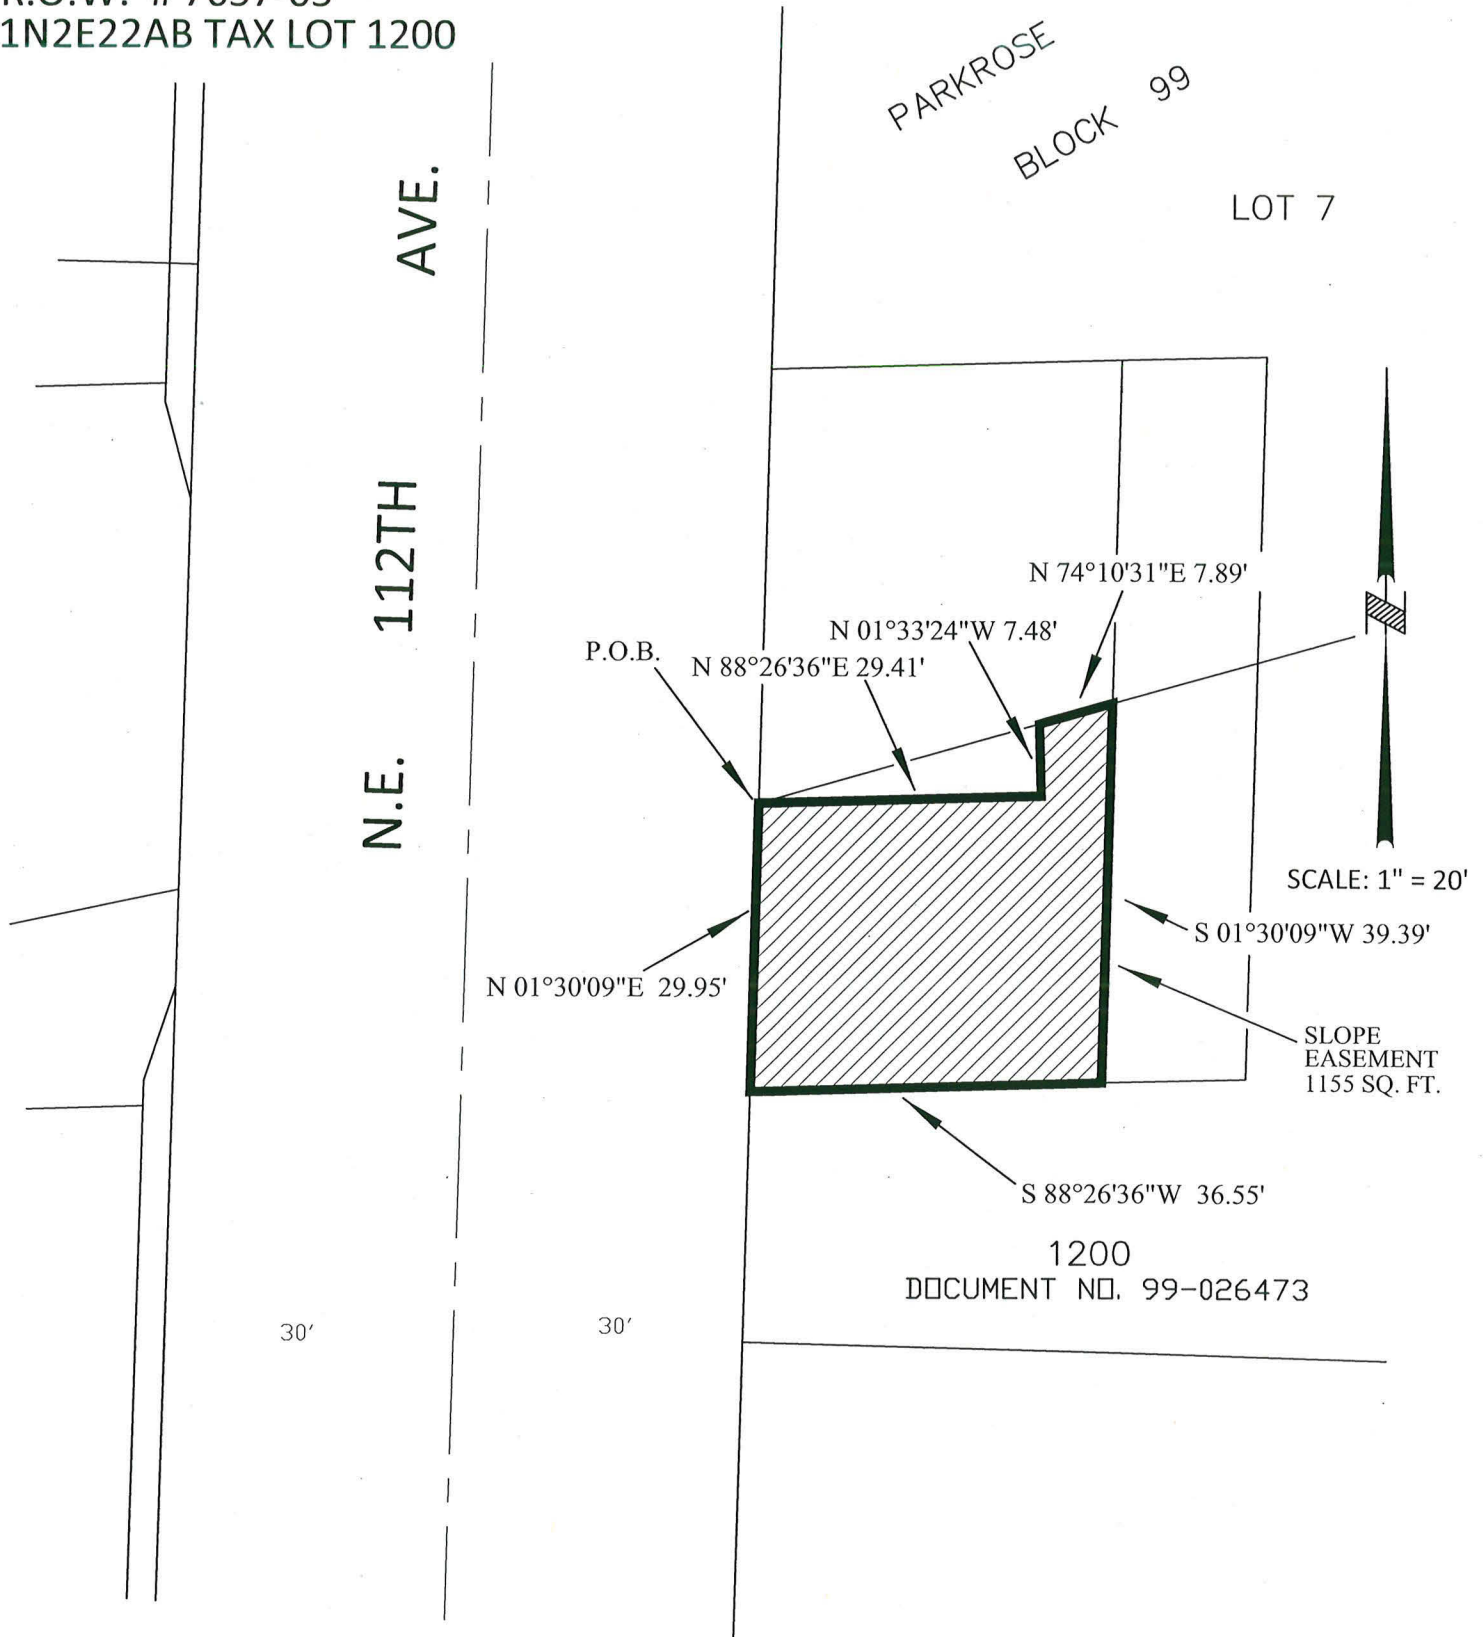 1N2E22AB TAX LOT 1200
PARKROSE
BLOCK 99
LOT 7
N.E. 112TH AVE.
N 74°10'31"E 7.89'
N 01°33'24"W 7.48'
P.O.B.
N 88°26'36"E 29.41'
SCALE: 1" = 20'
S 01°30'09"W 39.39'
N 01°30'09"E 29.95'
SLOPE
EASEMENT
1155 SQ. FT.
S 88°26'36"W 36.55'
1200
DOCUMENT NO. 99-026473
30'
30'